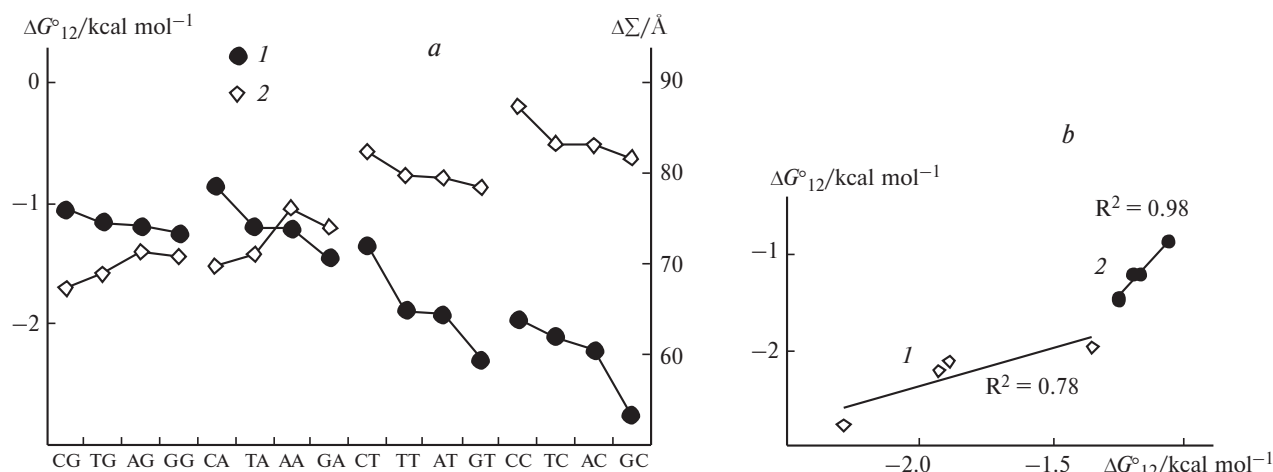 ΔG°₁₂/kcal mol⁻¹
ΔΣ/Å
a
1
2
0
−1
−2
90
80
70
60
CG TG AG GG CA TA AA GA CT TT AT GT CC TC AC GC
b
ΔG°₁₂/kcal mol⁻¹
R² = 0.98
−1
2
−2
1
R² = 0.78
−2.0 −1.5 ΔG°₁₂/kcal mol⁻¹